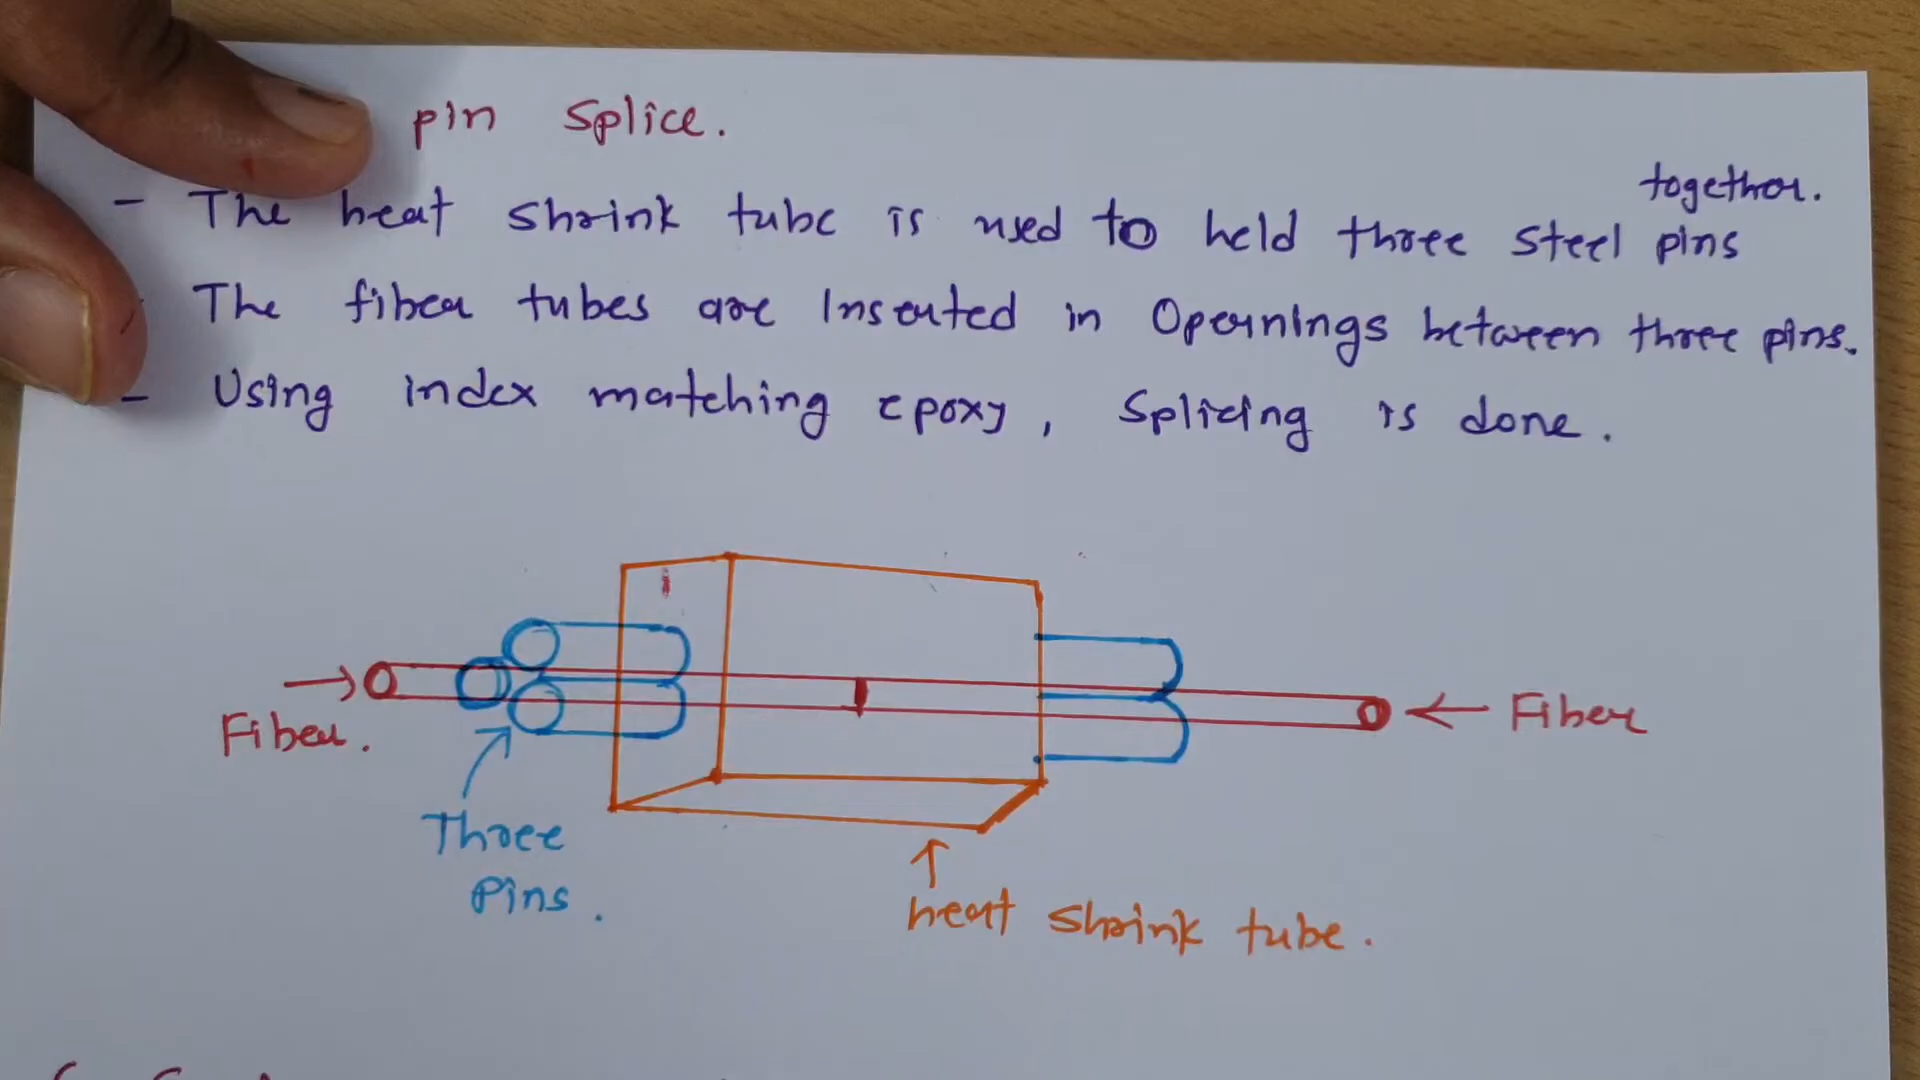 pin Splice.
- The heat shrink tube is used to held three steel pins together.
- The fiber tubes are Inserted in Openings between three pins.
- Using index matching epoxy, Splicing is done.
Fiber.
Fiber
Three
Pins.
heat shrink tube.